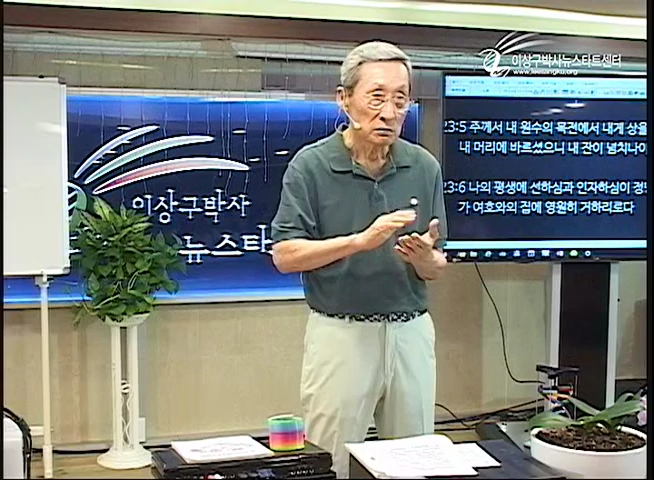 이상구박사뉴스타트센터
www.leesangku.org
23:5 주께서 내 원수의 목전에서 내게 상을
내 머리에 바르셨으니 내 잔이 넘치나이
23:6 나의 평생에 선하심과 인자하심이 정
가 여호와의 집에 영원히 거하리로다
이상구박사
뉴스타